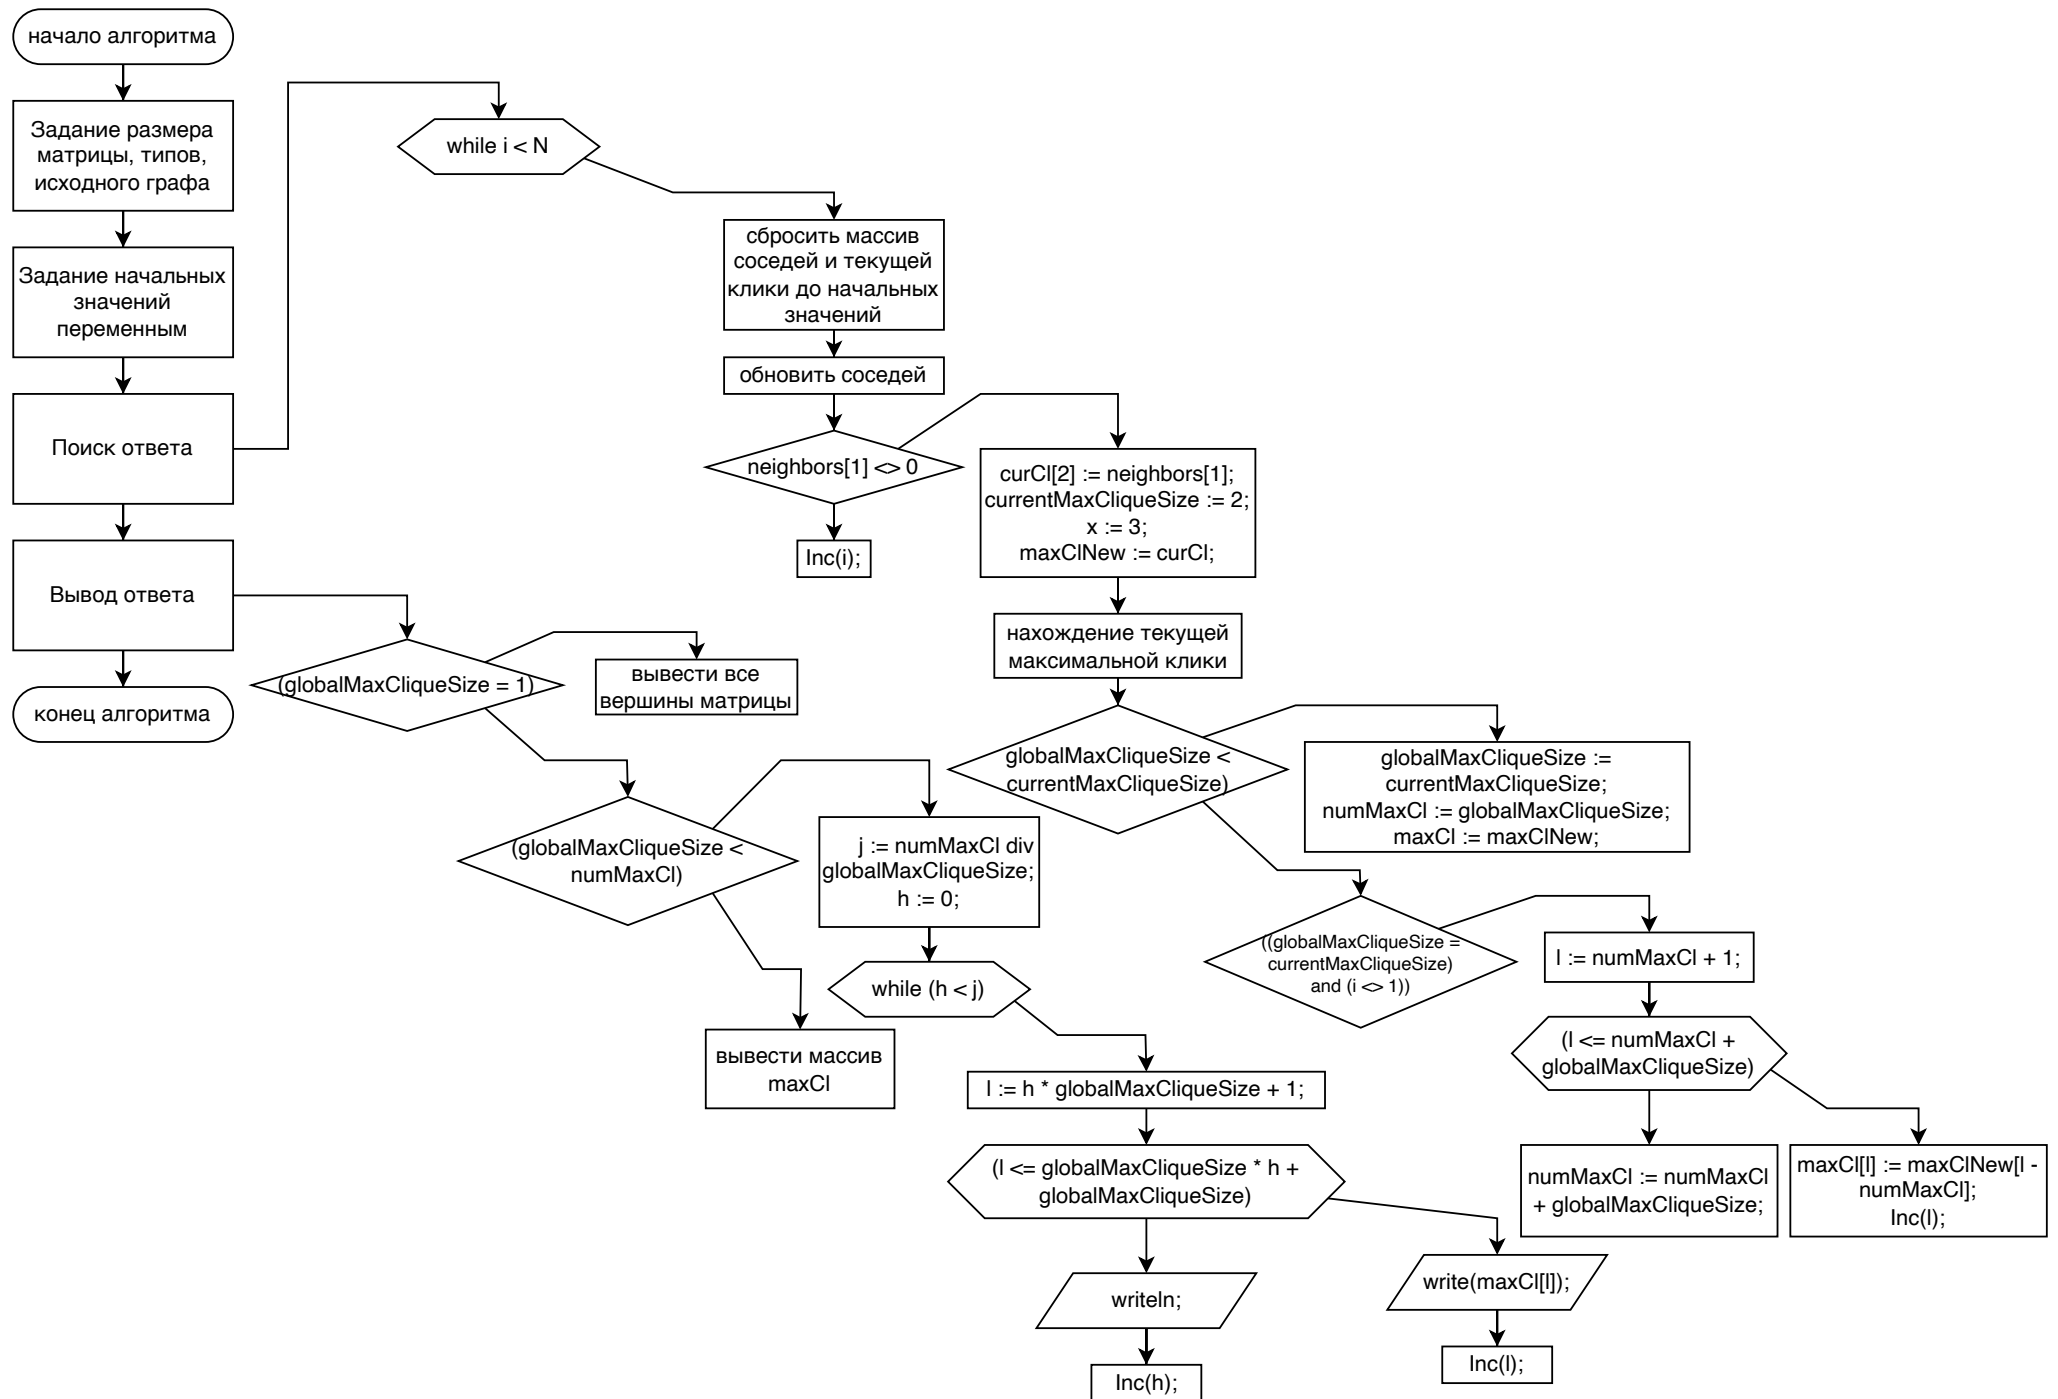 начало алгоритма
Задание размера
матрицы, типов,
исходного графа
Задание начальных
значений
переменным
Поиск ответа
Вывод ответа
конец алгоритма
while i < N
сбросить массив
соседей и текущей
клики до начальных
значений
обновить соседей
neighbors[1] <> 0
Inc(i);
curCl[2] := neighbors[1];
currentMaxCliqueSize := 2;
x := 3;
maxClNew := curCl;
нахождение текущей
максимальной клики
globalMaxCliqueSize <
currentMaxCliqueSize)
globalMaxCliqueSize :=
currentMaxCliqueSize;
numMaxCl := globalMaxCliqueSize;
maxCl := maxClNew;
((globalMaxCliqueSize =
currentMaxCliqueSize)
and (i <> 1))
l := numMaxCl + 1;
(l <= numMaxCl +
globalMaxCliqueSize)
numMaxCl := numMaxCl
+ globalMaxCliqueSize;
maxCl[l] := maxClNew[l -
numMaxCl];
Inc(l);
(globalMaxCliqueSize = 1)
вывести все
вершины матрицы
(globalMaxCliqueSize <
numMaxCl)
вывести массив
maxCl
j := numMaxCl div
globalMaxCliqueSize;
h := 0;
while (h < j)
l := h * globalMaxCliqueSize + 1;
(l <= globalMaxCliqueSize * h +
globalMaxCliqueSize)
writeln;
Inc(h);
write(maxCl[l]);
Inc(l);